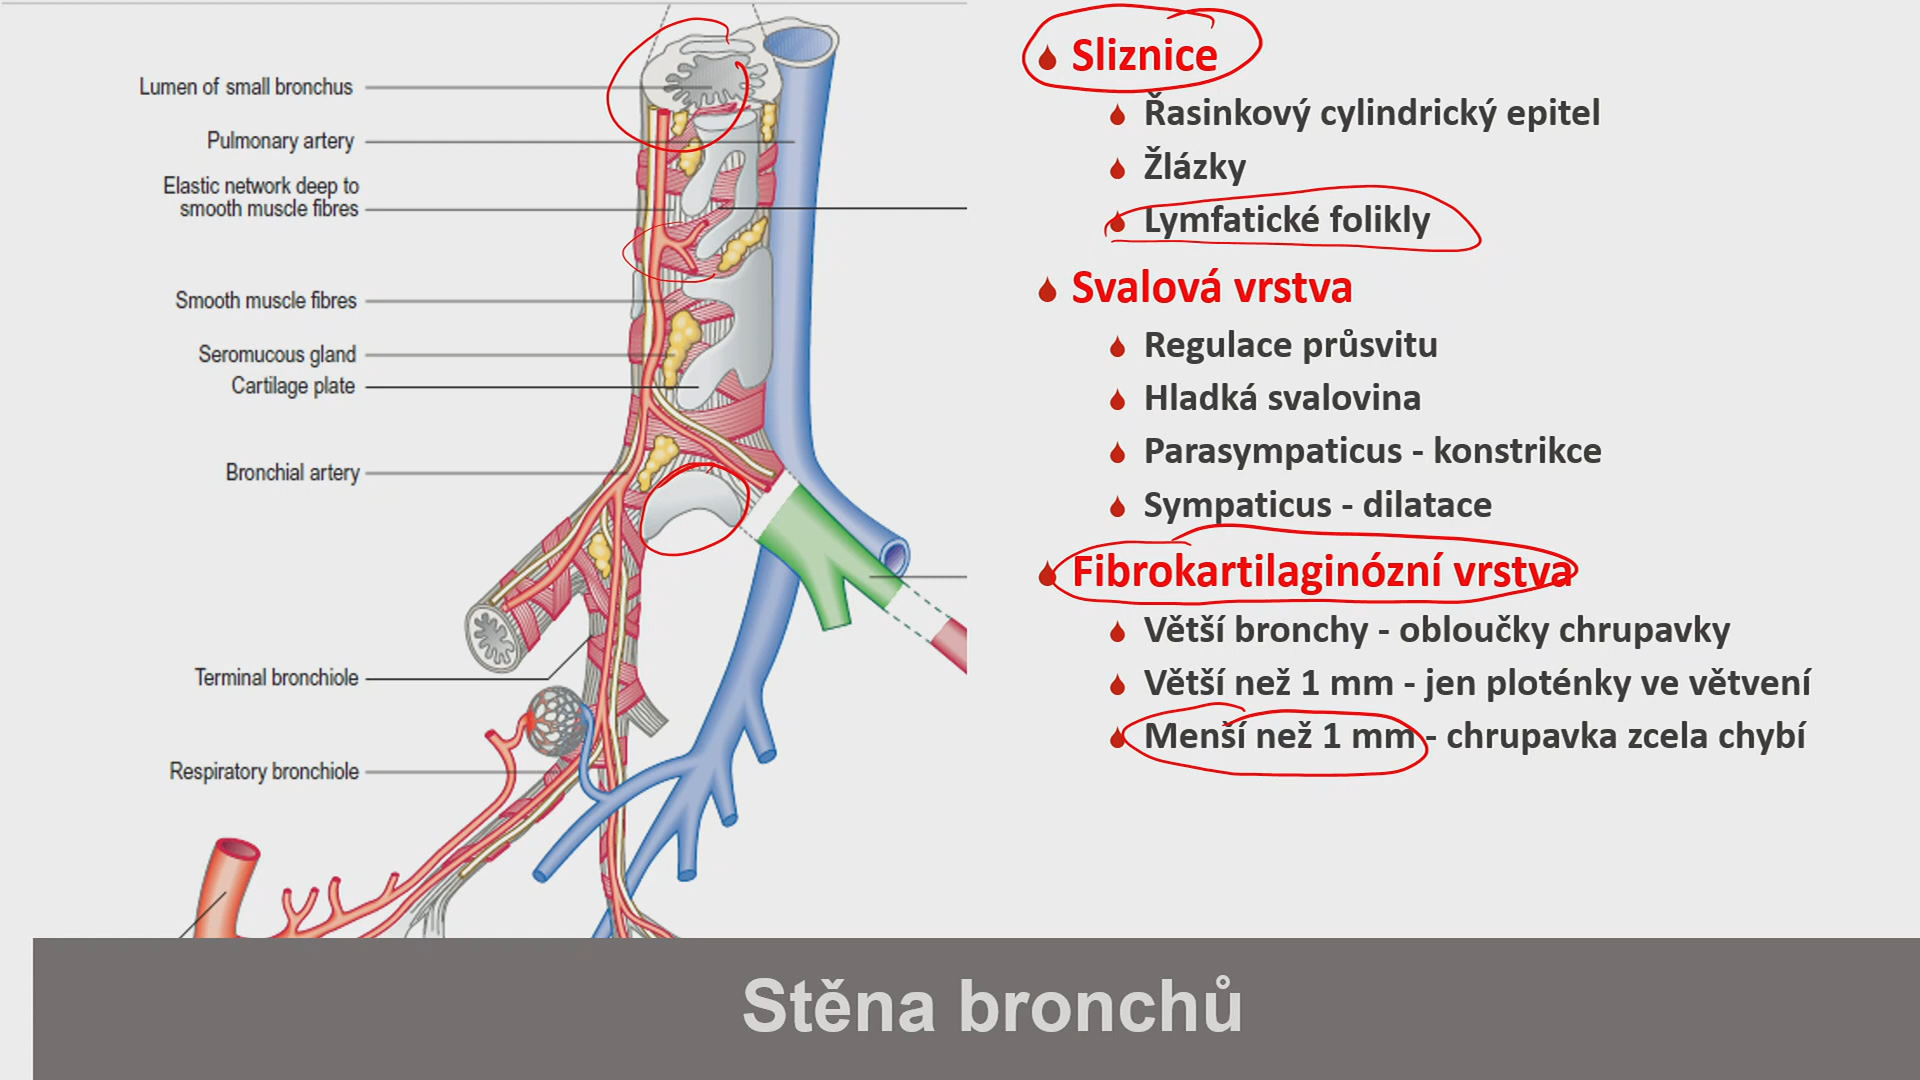 Lumen of small bronchus
Pulmonary artery
Elastic network deep to
smooth muscle fibres
Smooth muscle fibres
Seromucous gland
Cartilage plate
Bronchial artery
Terminal bronchiole
Respiratory bronchiole
Sliznice
Řasinkový cylindrický epitel
Žlázky
Lymfatické folikly
Svalová vrstva
Regulace průsvitu
Hladká svalovina
Parasympaticus - konstrikce
Sympaticus - dilatace
Fibrokartilaginózní vrstva
Větší bronchy - obloučky chrupavky
Větší než 1 mm - jen ploténky ve větvení
Menší než 1 mm - chrupavka zcela chybí
Stěna bronchů